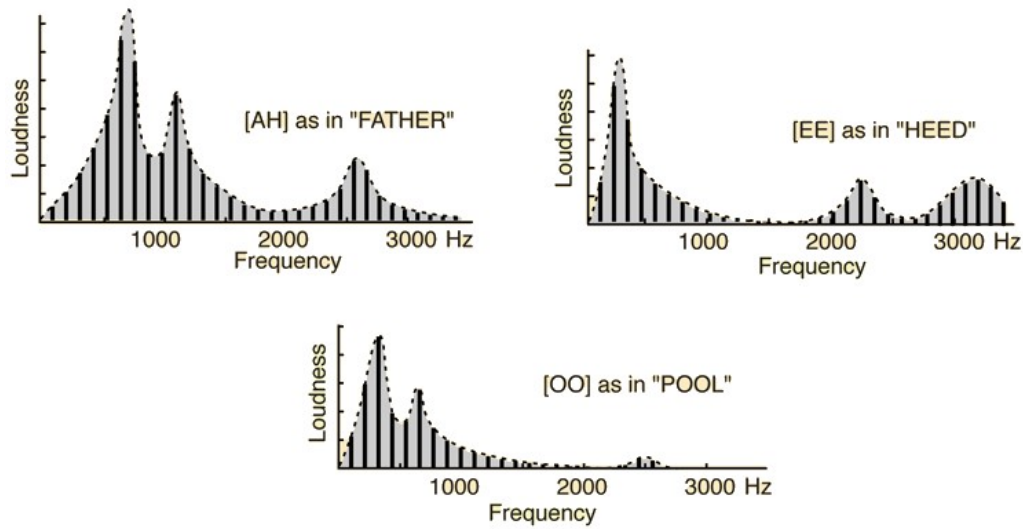 Loudness
[AH] as in "FATHER"
1000 2000 3000 Hz
Frequency
Loudness
[EE] as in "HEED"
1000 2000 3000 Hz
Frequency
Loudness
[OO] as in "POOL"
1000 2000 3000 Hz
Frequency